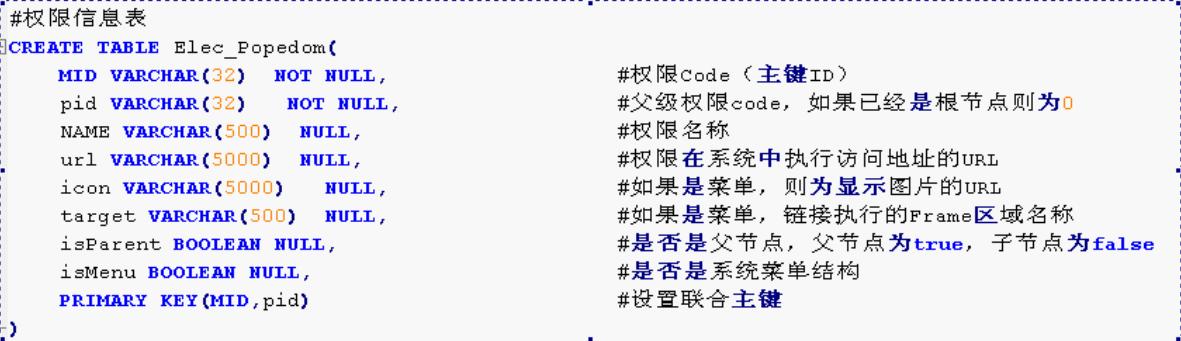 #权限信息表
CREATE TABLE Elec_Popedom(
MID VARCHAR(32) NOT NULL, #权限Code（主键ID）
pid VARCHAR(32) NOT NULL, #父级权限code，如果已经是根节点则为0
NAME VARCHAR(500) NULL, #权限名称
url VARCHAR(5000) NULL, #权限在系统中执行访问地址的URL
icon VARCHAR(5000) NULL, #如果是菜单，则为显示图片的URL
target VARCHAR(500) NULL, #如果是菜单，链接执行的Frame区域名称
isParent BOOLEAN NULL, #是否是父节点，父节点为true，子节点为false
isMenu BOOLEAN NULL, #是否是系统菜单结构
PRIMARY KEY(MID,pid) #设置联合主键
)